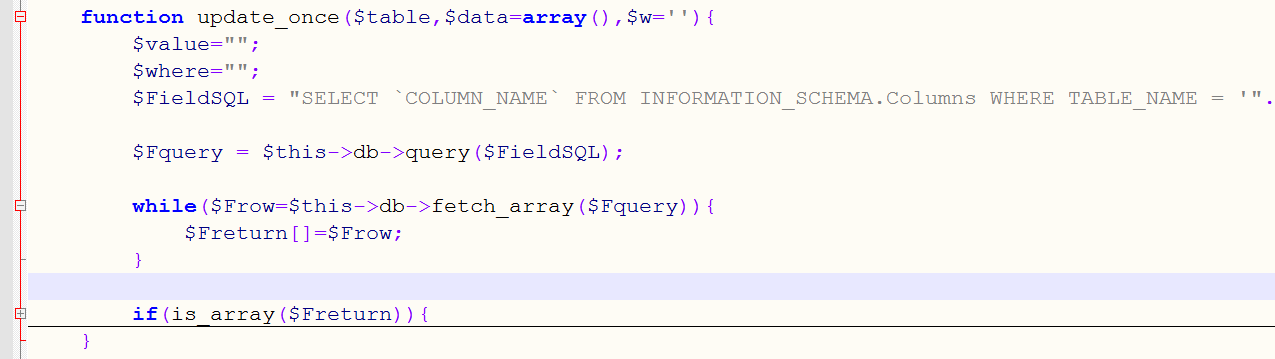 function update_once($table,$data=array(),$w=''){
$value="";
$where="";
$FieldSQL = "SELECT `COLUMN_NAME` FROM INFORMATION_SCHEMA.Columns WHERE TABLE_NAME = '".
$Fquery = $this->db->query($FieldSQL);
while($Frow=$this->db->fetch_array($Fquery)){
$Freturn[]=$Frow;
}
if(is_array($Freturn)){
}